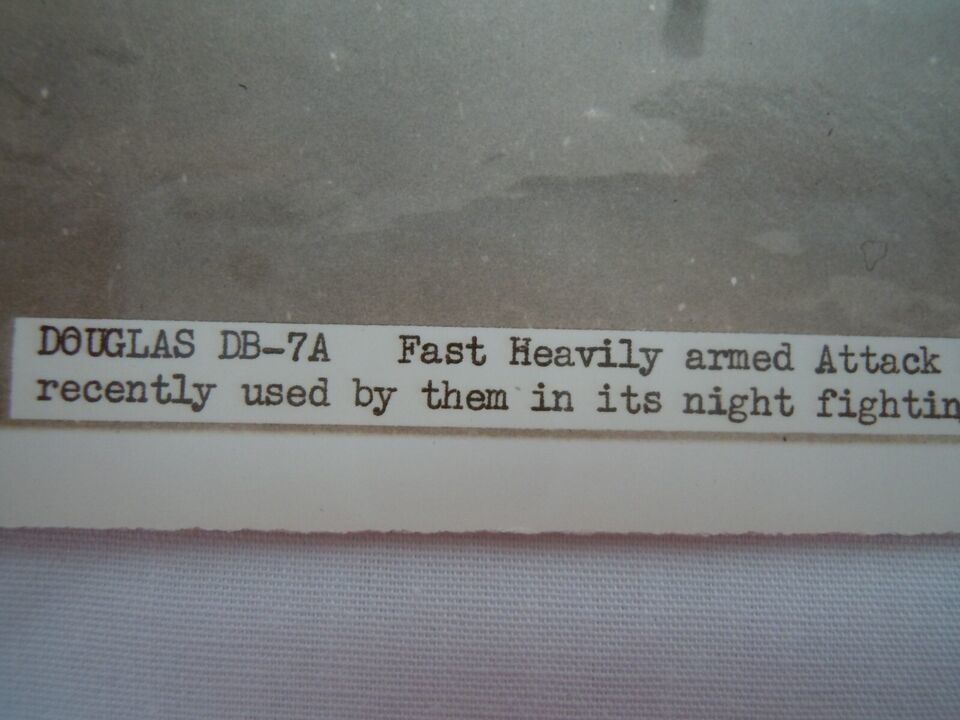 DOUGLAS DB-7A Fast Heavily armed Attack
recently used by them in its night fightin